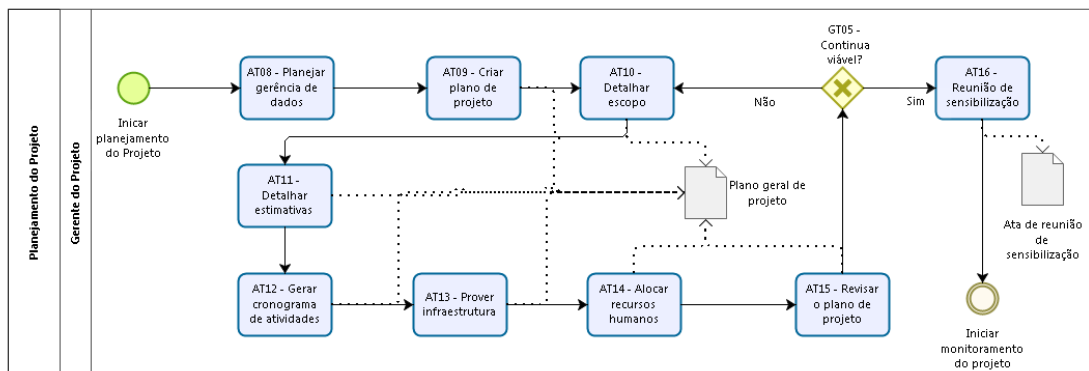 Planejamento do Projeto
Gerente do Projeto
Inicar
planejamento
do Projeto
AT08 - Planejar
gerência de
dados
AT09 - Criar
plano de
projeto
AT10 -
Detalhar
escopo
Não
GT05 -
Continua
viável?
Sim
AT16 -
Reunião de
sensibilização
AT11 -
Detalhar
estimativas
Plano geral de
projeto
Ata de reunião
de
sensibilização
AT12 - Gerar
cronograma
de atividades
AT13 - Prover
infraestrutura
AT14 - Alocar
recursos
humanos
AT15 - Revisar
o plano de
projeto
Iniciar
monitoramento
do projeto